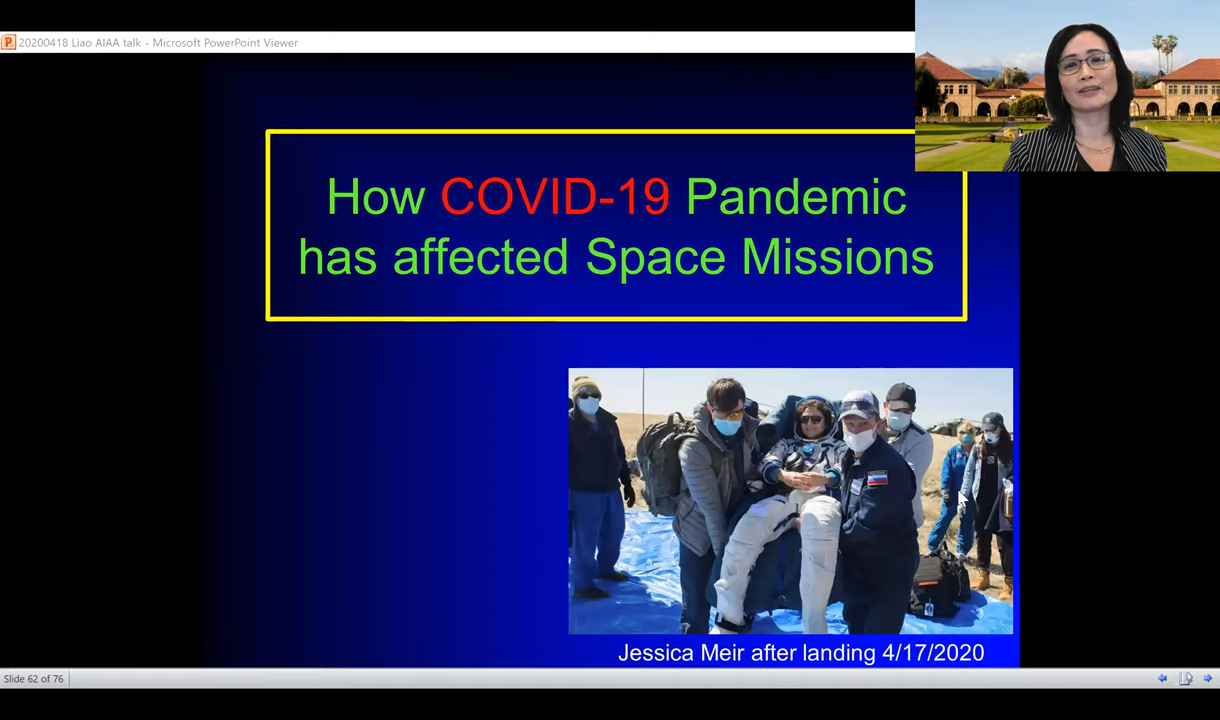 20200418 Liao AIAA talk - Microsoft PowerPoint Viewer
How COVID-19 Pandemic
has affected Space Missions
Jessica Meir after landing 4/17/2020
Slide 62 of 76